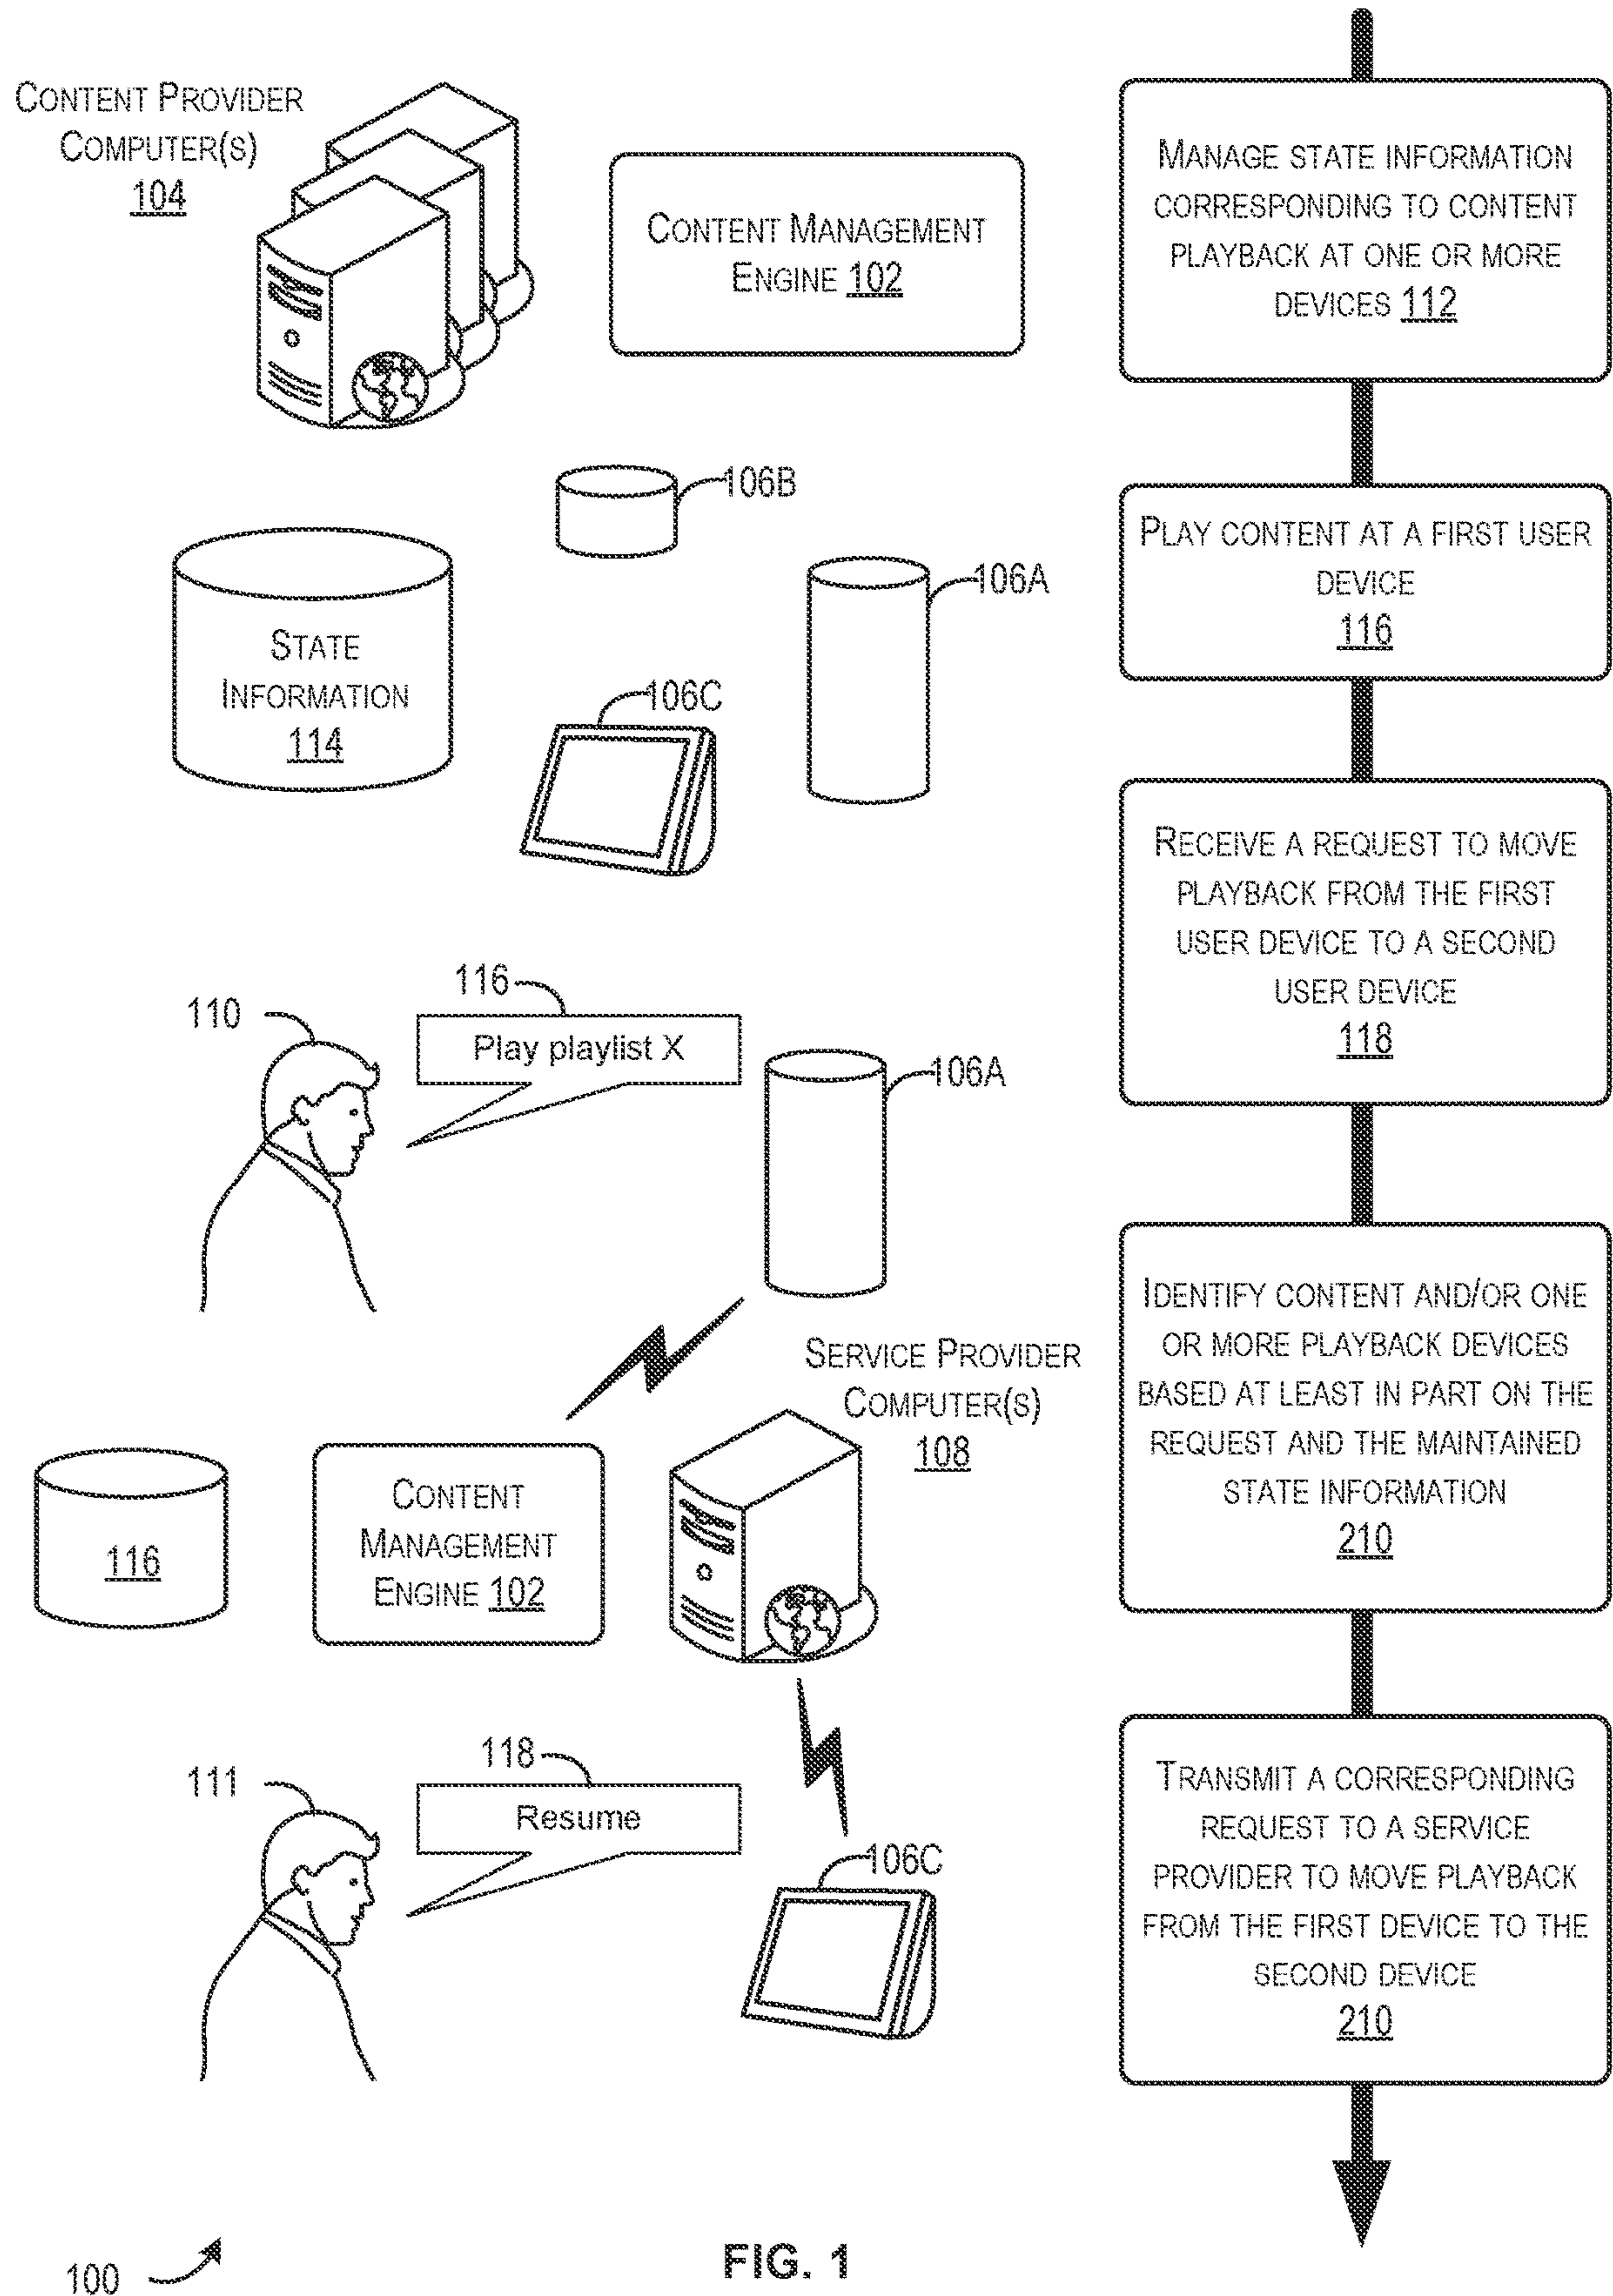 CONTENT PROVIDER
COMPUTER(S)
104
CONTENT MANAGEMENT
ENGINE 102
106B
106A
STATE
INFORMATION
114
106C
110
116
Play playlist X
106A
SERVICE PROVIDER
COMPUTER(S)
108
116
CONTENT
MANAGEMENT
ENGINE 102
111
118
Resume
106C
MANAGE STATE INFORMATION
CORRESPONDING TO CONTENT
PLAYBACK AT ONE OR MORE
DEVICES 112
PLAY CONTENT AT A FIRST USER
DEVICE
116
RECEIVE A REQUEST TO MOVE
PLAYBACK FROM THE FIRST
USER DEVICE TO A SECOND
USER DEVICE
118
IDENTIFY CONTENT AND/OR ONE
OR MORE PLAYBACK DEVICES
BASED AT LEAST IN PART ON THE
REQUEST AND THE MAINTAINED
STATE INFORMATION
210
TRANSMIT A CORRESPONDING
REQUEST TO A SERVICE
PROVIDER TO MOVE PLAYBACK
FROM THE FIRST DEVICE TO THE
SECOND DEVICE
210
100
FIG. 1